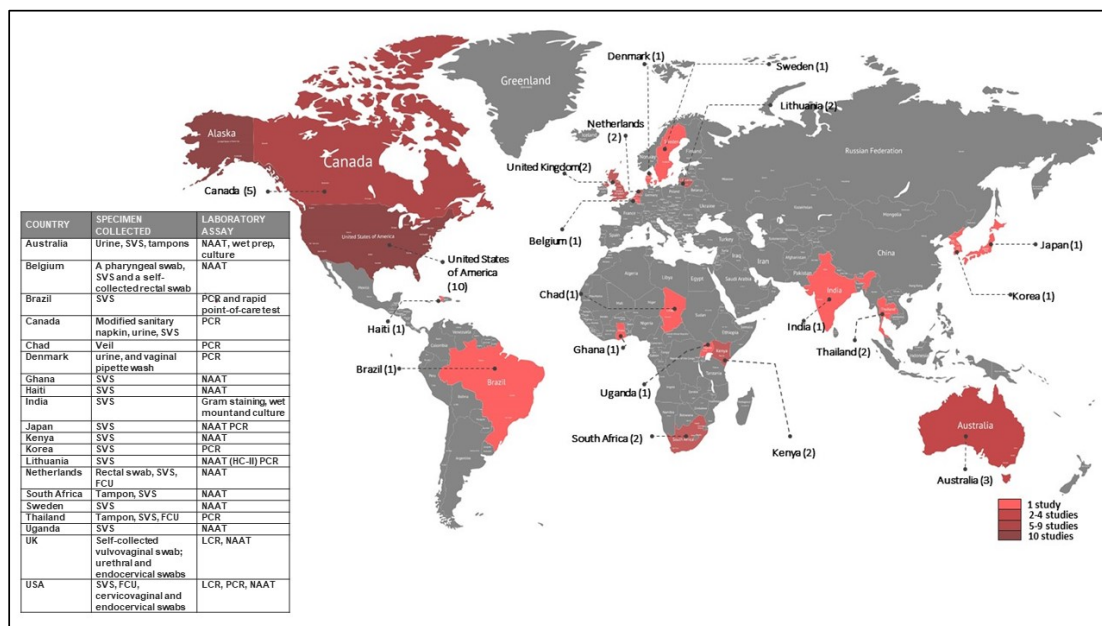 Denmark (1)
Sweden (1)
Greenland
Lithuania (2)
Alaska
Netherlands
(2)
Russian Federation
Canada
United Kingdom(2)
Canada (5)
COUNTRY SPECIMEN COLLECTED LABORATORY ASSAY
Australia Urine, SVS, tampons NAAT, wet prep, culture
Belgium A pharyngeal swab, SVS and a self-collected rectal swab NAAT
Brazil SVS PCR and rapid point-of-care test
Canada Modified sanitary napkin, urine, SVS PCR
Chad Veil PCR
Denmark urine, and vaginal pipette wash PCR
Ghana SVS NAAT
Haiti SVS NAAT
India SVS Gram staining, wet mount and culture
Japan SVS NAAT PCR
Kenya SVS NAAT
Korea SVS PCR
Lithuania SVS NAAT (HC-II) PCR
Netherlands Rectal swab, SVS, FCU NAAT
South Africa Tampon, SVS NAAT
Sweden SVS NAAT
Thailand Tampon, SVS, FCU PCR
Uganda SVS NAAT
UK Self-collected vulvovaginal swab; urethral and endocervical swabs LCR, NAAT
USA SVS, FCU, cervicovaginal and endocervical swabs LCR, PCR, NAAT
United States of America
United States
of America
(10)
Belgium (1)
China
Japan (1)
Iran
Algeria
Libya
Egypt
India
Chad (1)
Korea (1)
India (1)
Haiti (1)
Ghana (1)
Thailand (2)
Brazil (1)
Brazil
Uganda (1)
South Africa (2)
Kenya (2)
Australia
Australia (3)
1 study
2-4 studies
5-9 studies
10 studies